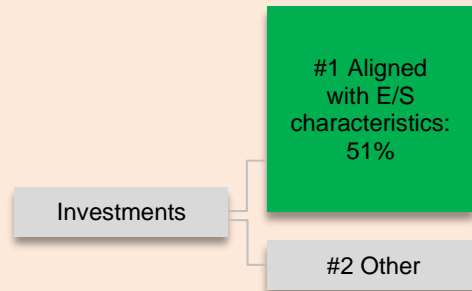 #1 Aligned
with E/S
characteristics:
51%
Investments
#2 Other